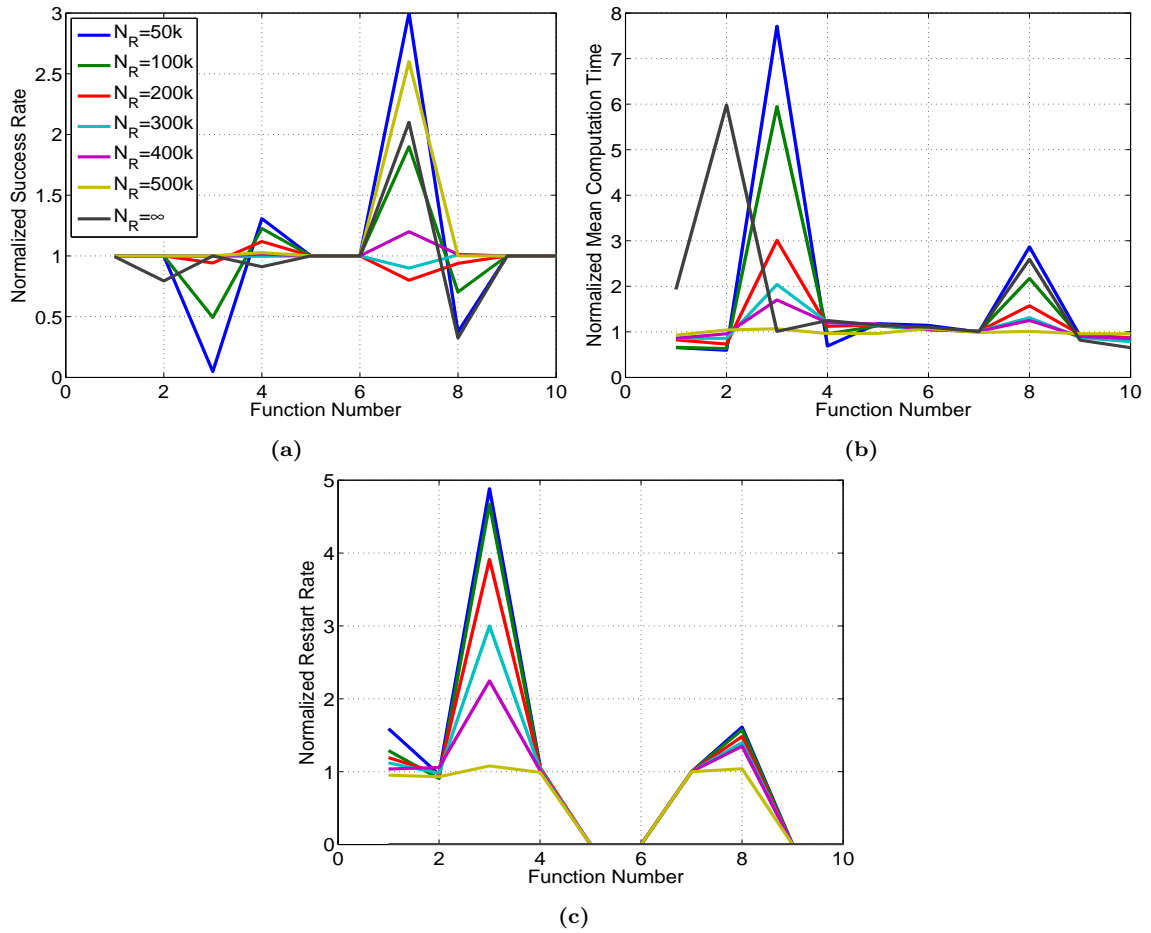 3
2.5
2
1.5
1
0.5
0
Normalized Success Rate
N_R=50k
N_R=100k
N_R=200k
N_R=300k
N_R=400k
N_R=500k
N_R=∞
0 2 4 6 8 10
Function Number
(a)
8
7
6
5
4
3
2
1
0
Normalized Mean Computation Time
0 2 4 6 8 10
Function Number
(b)
5
4
3
2
1
0
Normalized Restart Rate
0 2 4 6 8 10
Function Number
(c)